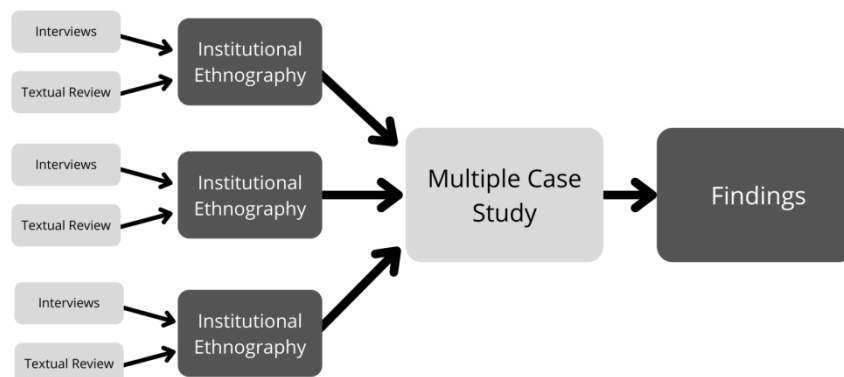 Interviews
Textual Review
Institutional
Ethnography
Interviews
Textual Review
Institutional
Ethnography
Interviews
Textual Review
Institutional
Ethnography
Multiple Case
Study
Findings